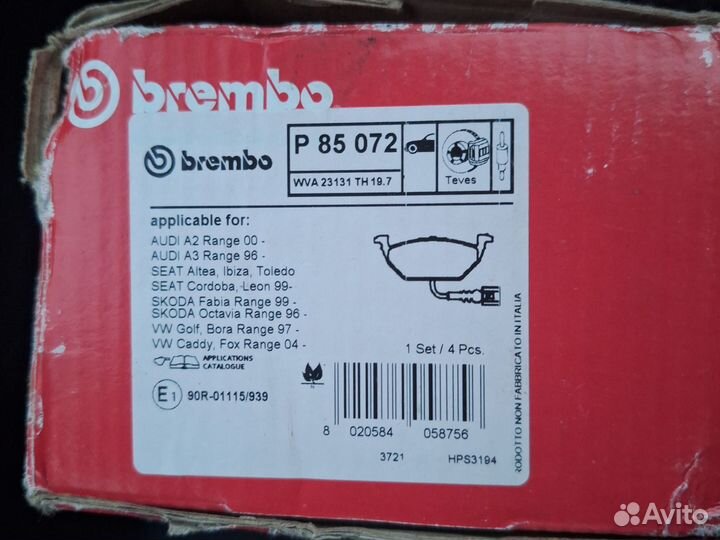 brembo
brembo
P 85 072
WVA 23131 TH 19.7
Teves
applicable for:
AUDI A2 Range 00 -
AUDI A3 Range 96 -
SEAT Altea, Ibiza, Toledo
SEAT Cordoba, Leon 99-
SKODA Fabia Range 99 -
SKODA Octavia Range 96 -
VW Golf, Bora Range 97 -
VW Caddy, Fox Range 04 -
APPLICATIONS
CATALOGUE
1 Set / 4 Pcs.
E1 90R-01115/939
8 020584 058756
3721 HPS3194
RODOTTO NON FABBRICATO IN ITALIA
Avito